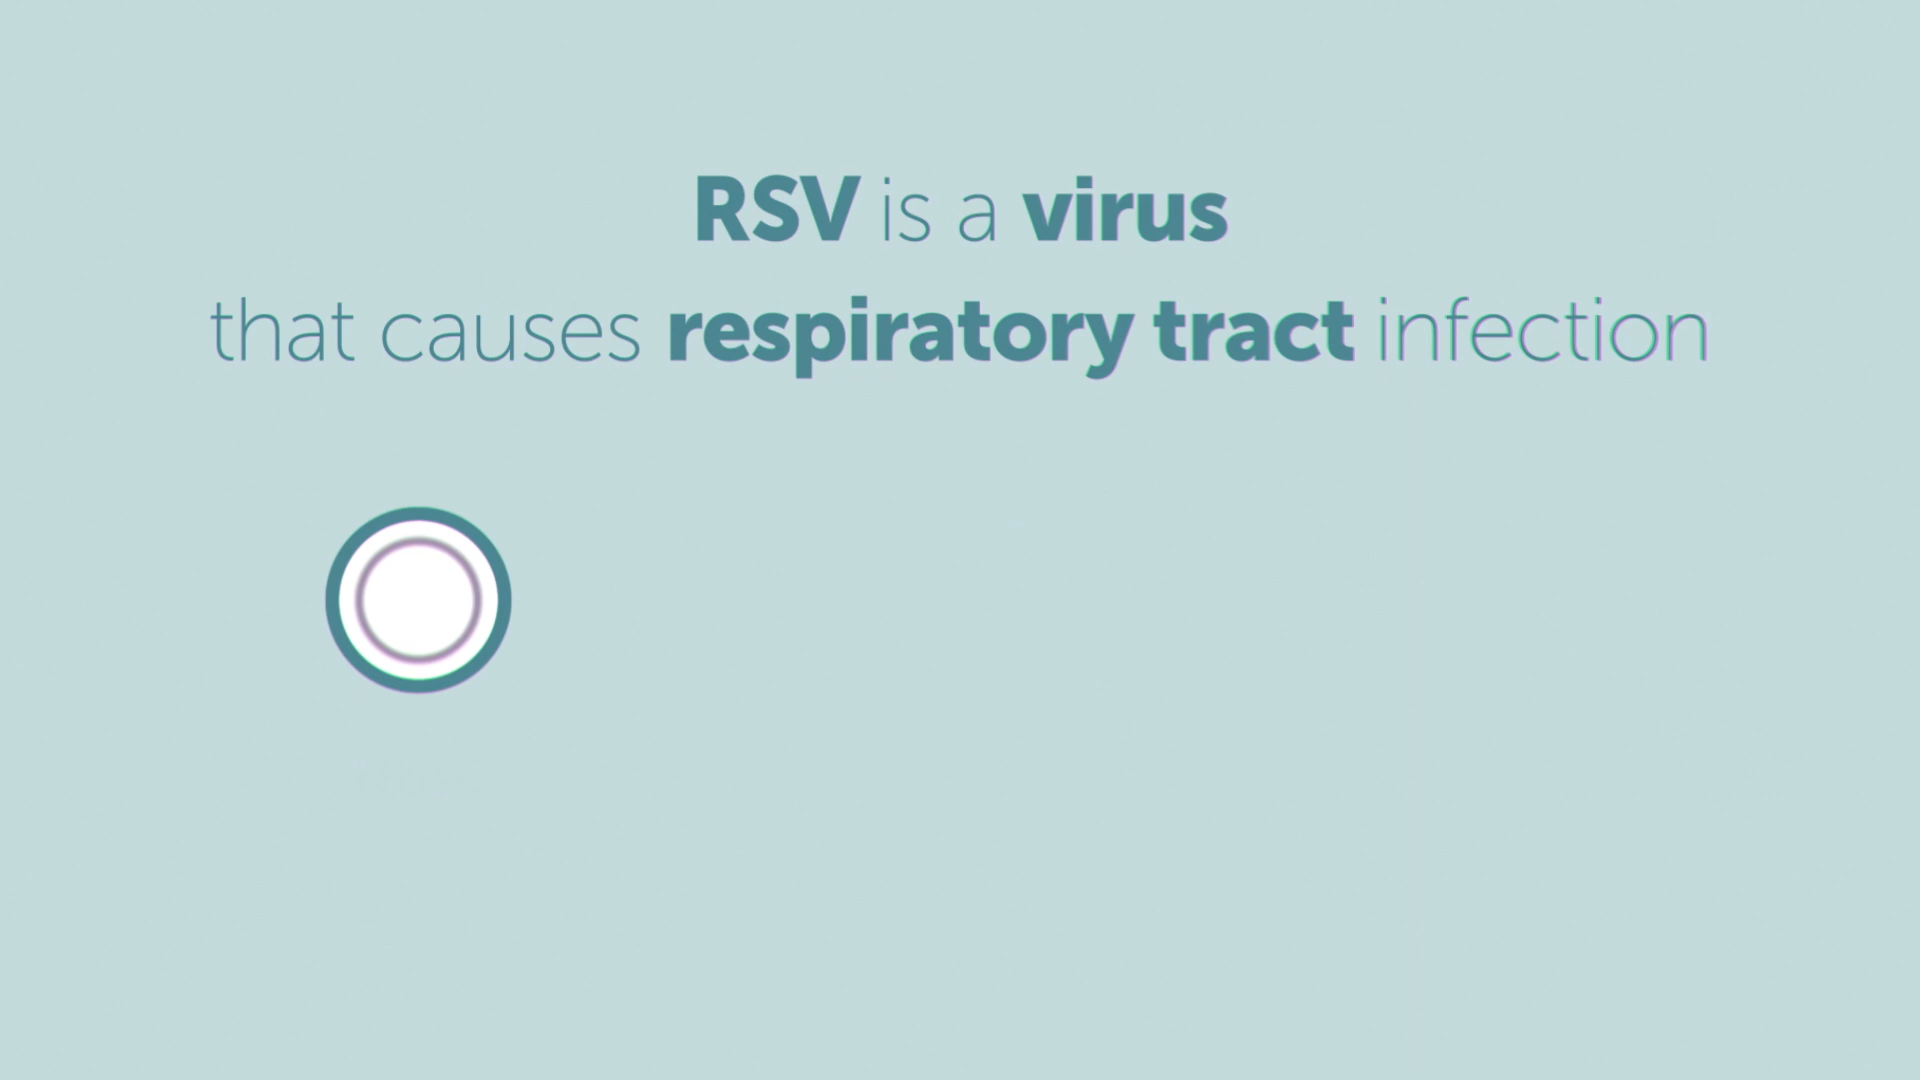 RSV is a virus
that causes respiratory tract infection